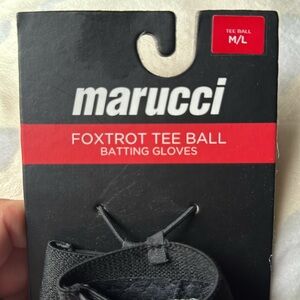 TEE BALL
M/L
marucci
FOXTROT TEE BALL
BATTING GLOVES